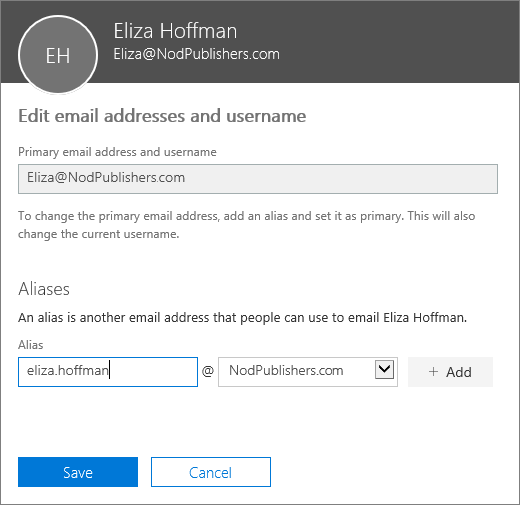 EH
Eliza Hoffman
Eliza@NodPublishers.com
Edit email addresses and username
Primary email address and username
Eliza@NodPublishers.com
To change the primary email address, add an alias and set it as primary. This will also
change the current username.
Aliases
An alias is another email address that people can use to email Eliza Hoffman.
Alias
eliza.hoffman @ NodPublishers.com + Add
Save Cancel